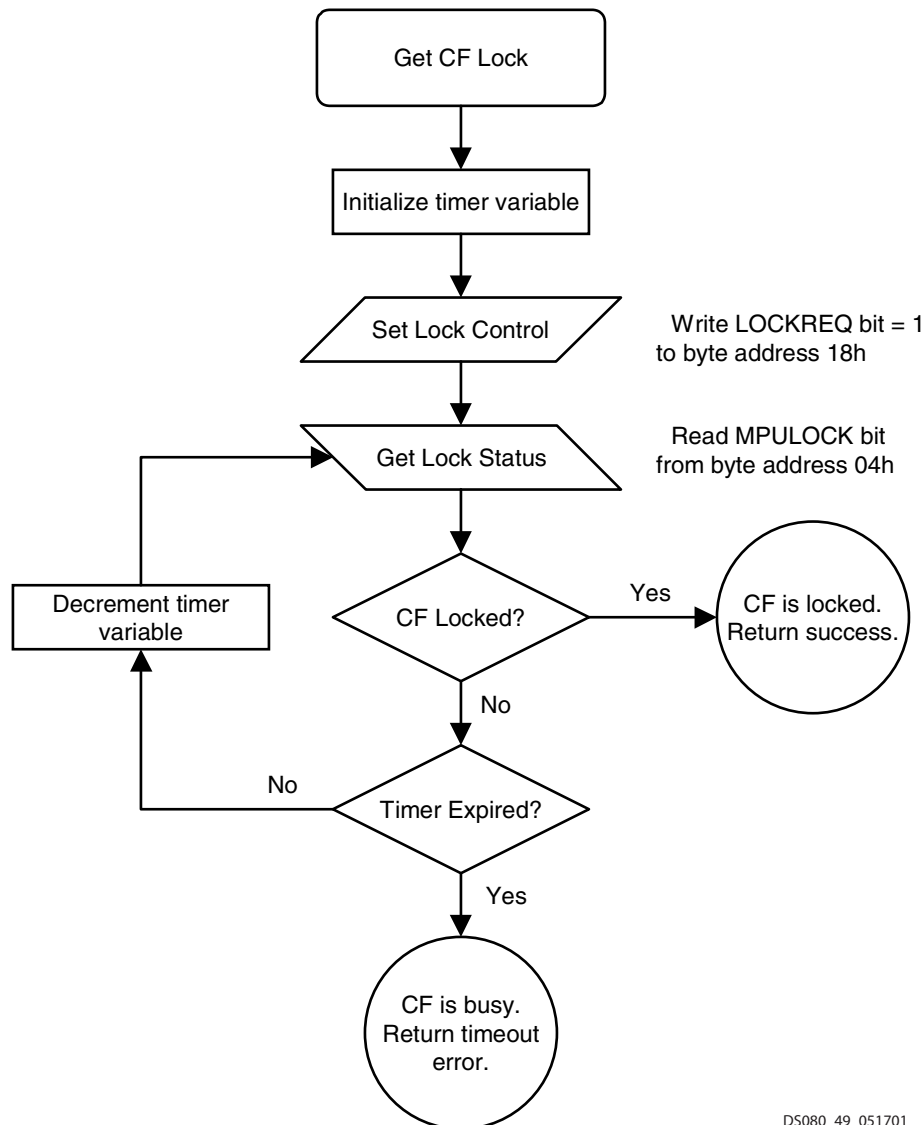 Get CF Lock
Initialize timer variable
Set Lock Control
Write LOCKREQ bit = 1
to byte address 18h
Get Lock Status
Read MPULOCK bit
from byte address 04h
Decrement timer
variable
CF Locked?
Yes
CF is locked.
Return success.
No
Timer Expired?
No
Yes
CF is busy.
Return timeout
error.
DS080_49_051701